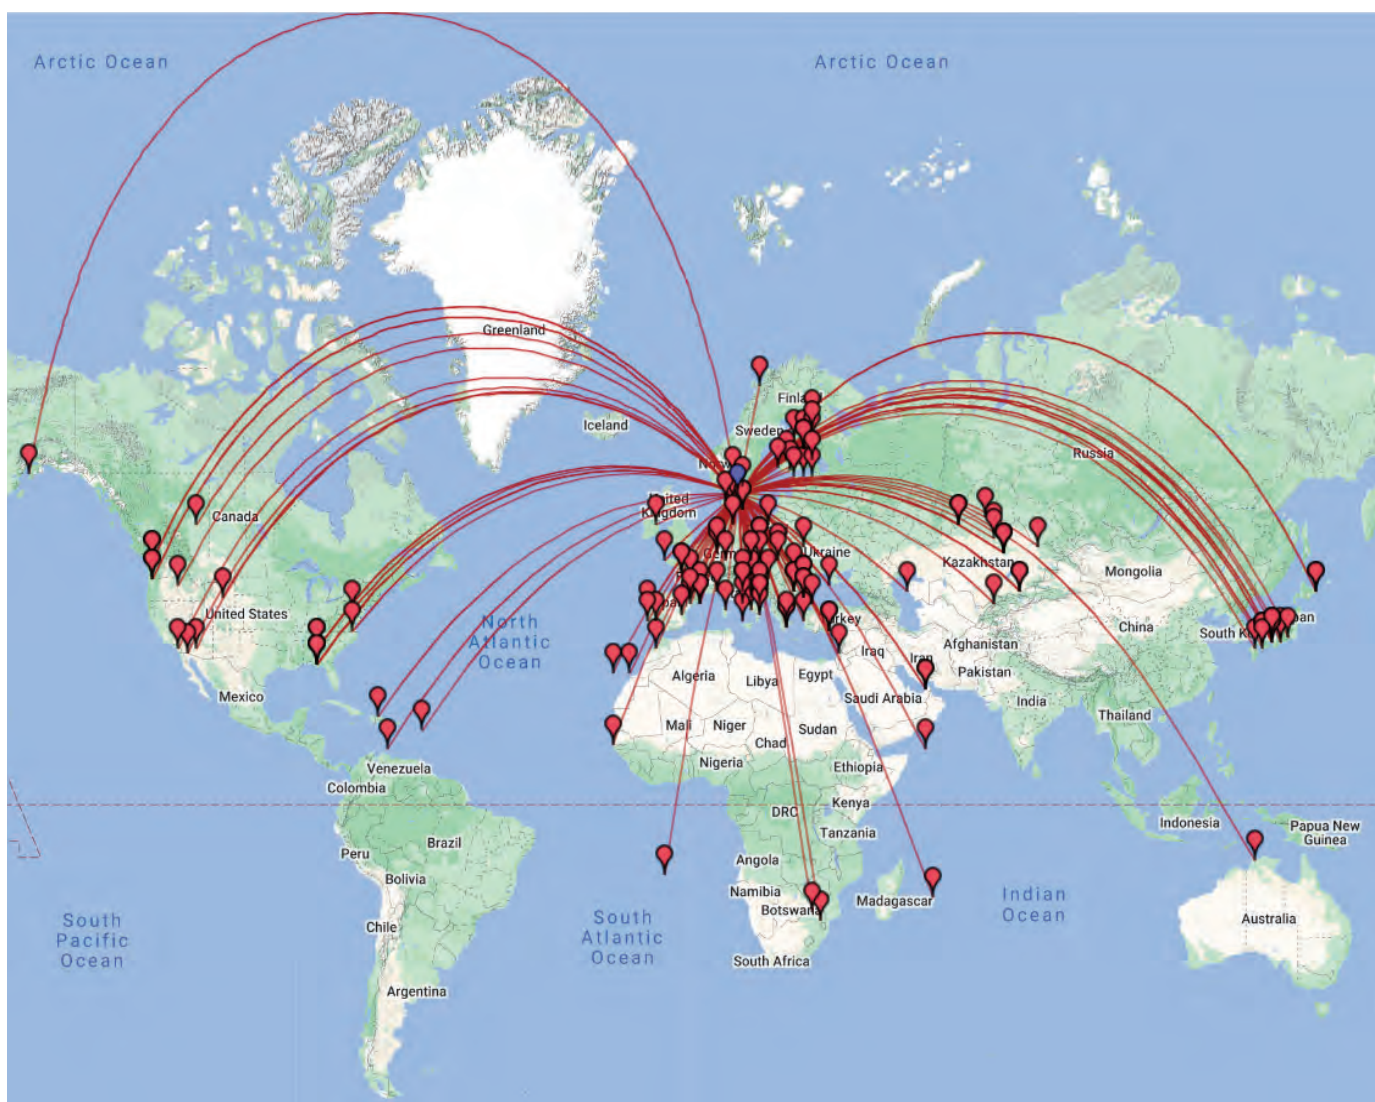 Arctic Ocean
Arctic Ocean
Greenland
Iceland
Finland
Sweden
Russia
United
Kingdom
Canada
Ukraine
Kazakhstan
Mongolia
United States
North
Atlantic
Ocean
China
South
Afghanistan
Iraq
Iran
Pakistan
Algeria
Libya
Egypt
Saudi Arabia
India
Mexico
Mali
Niger
Chad
Sudan
Thailand
Nigeria
Ethiopia
Venezuela
Colombia
DRC
Kenya
Tanzania
Indonesia
Papua New
Guinea
Brazil
Peru
Bolivia
Angola
Namibia
Botswana
Madagascar
Indian
Ocean
South
Pacific
Ocean
Chile
South
Atlantic
Ocean
Australia
South Africa
Argentina